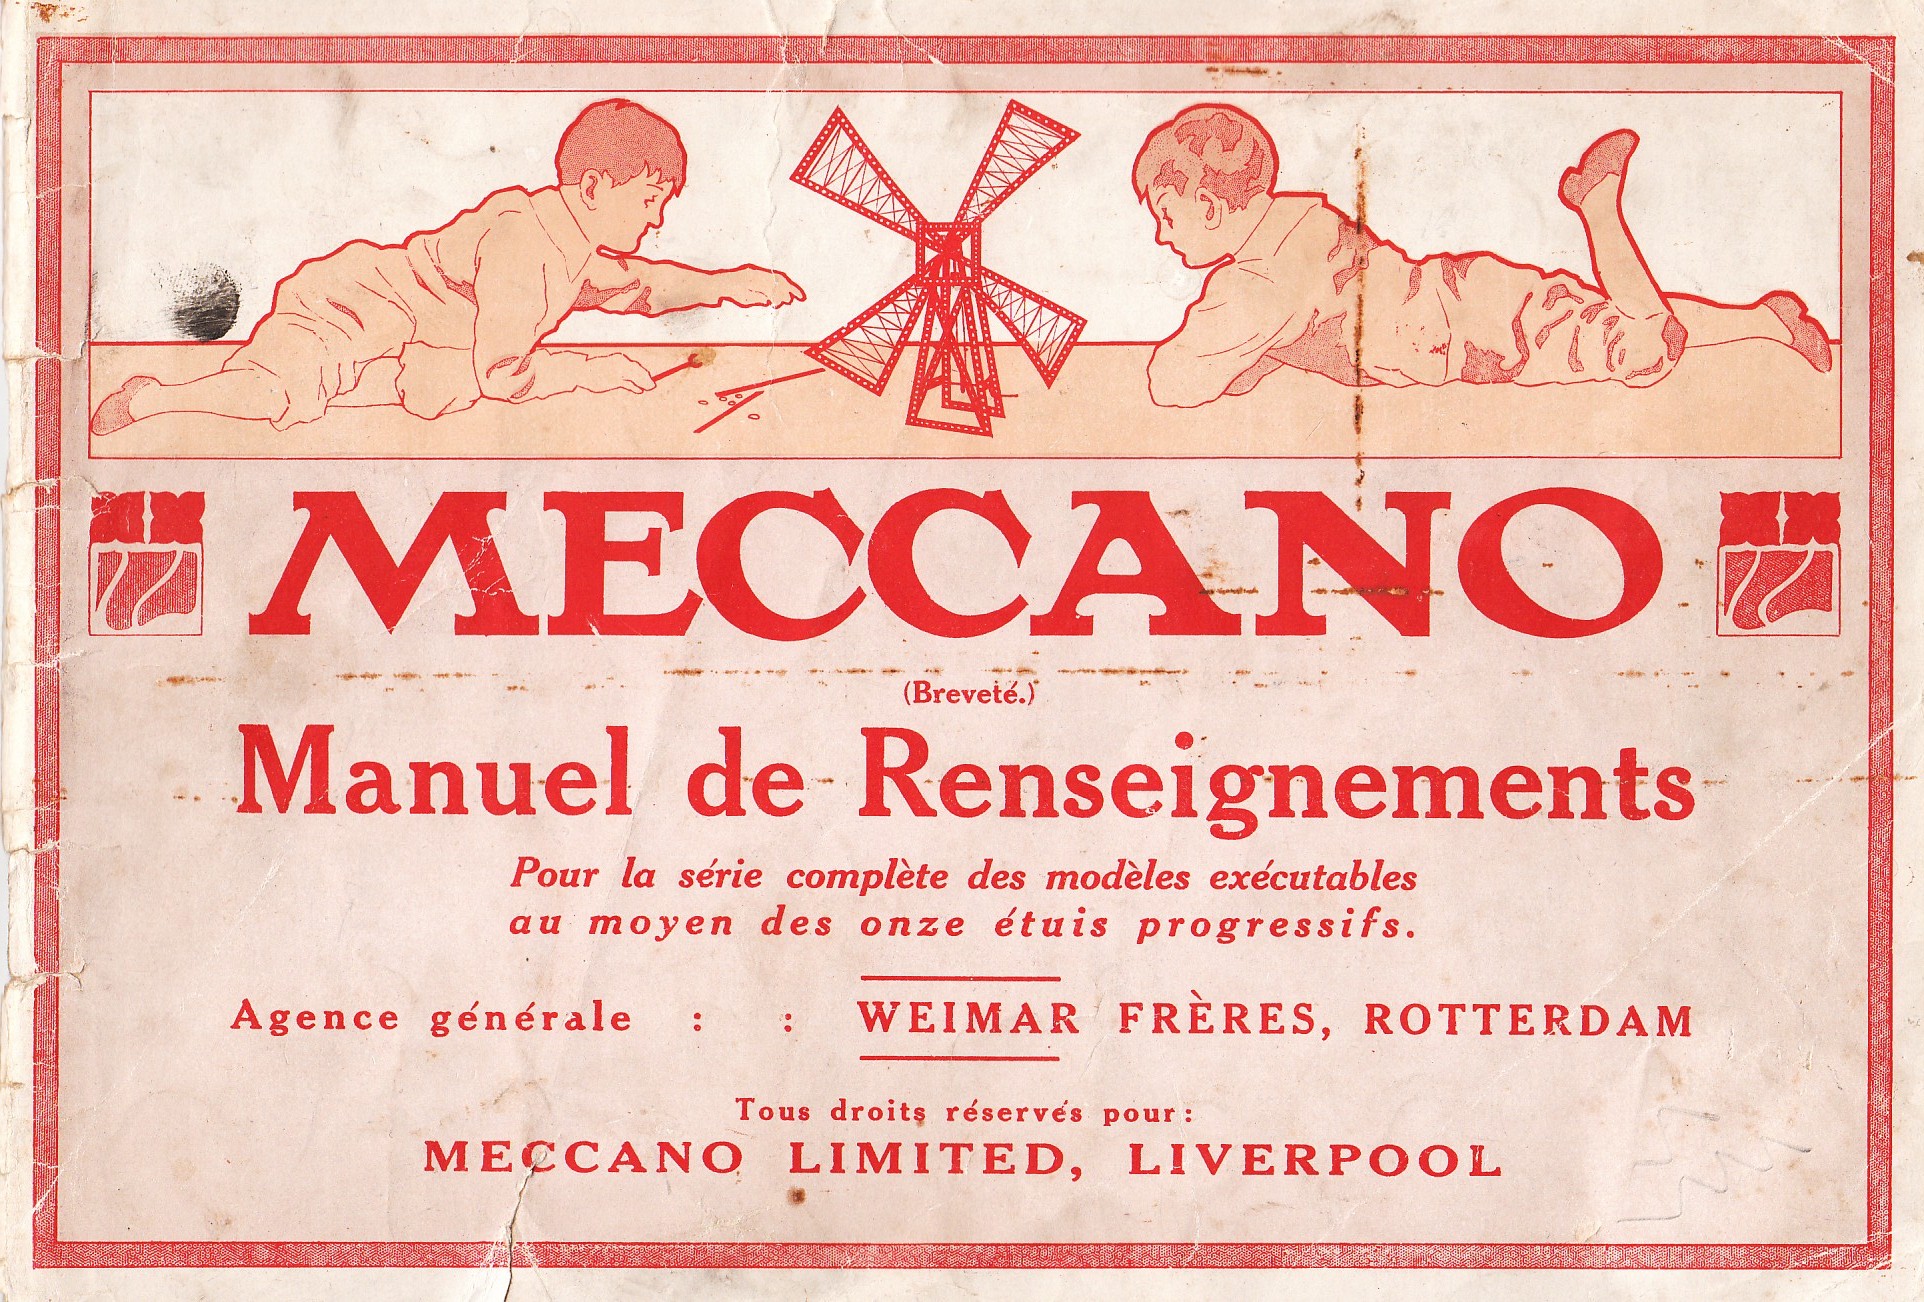 MECCANO
(Breveté.)
Manuel de Renseignements
Pour la série complète des modèles exécutables
au moyen des onze étuis progressifs.
Agence générale : : WEIMAR FRÈRES, ROTTERDAM
Tous droits réservés pour:
MECCANO LIMITED, LIVERPOOL